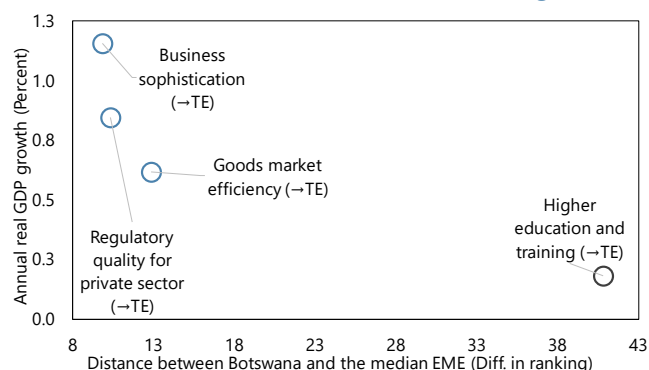 Annual real GDP growth (Percent)
1.3
1.0
0.8
0.5
0.3
0.0
Business
sophistication
(→TE)
Goods market
efficiency (→TE)
Regulatory
quality for
private sector
(→TE)
Higher
education and
training (→TE)
8 13 18 23 28 33 38 43
Distance between Botswana and the median EME (Diff. in ranking)